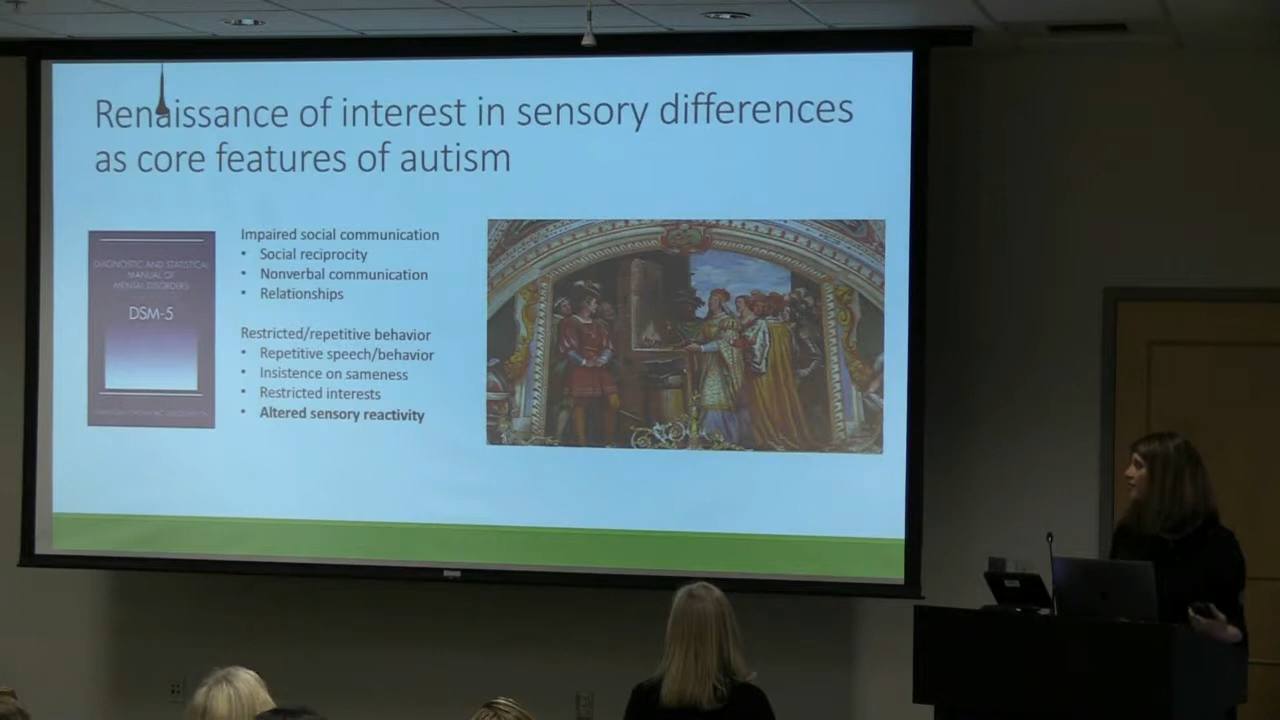 Renaissance of interest in sensory differences
as core features of autism
DIAGNOSTIC AND STATISTICAL
MANUAL OF
MENTAL DISORDERS
DSM-5
Impaired social communication
• Social reciprocity
• Nonverbal communication
• Relationships
Restricted/repetitive behavior
• Repetitive speech/behavior
• Insistence on sameness
• Restricted interests
• Altered sensory reactivity